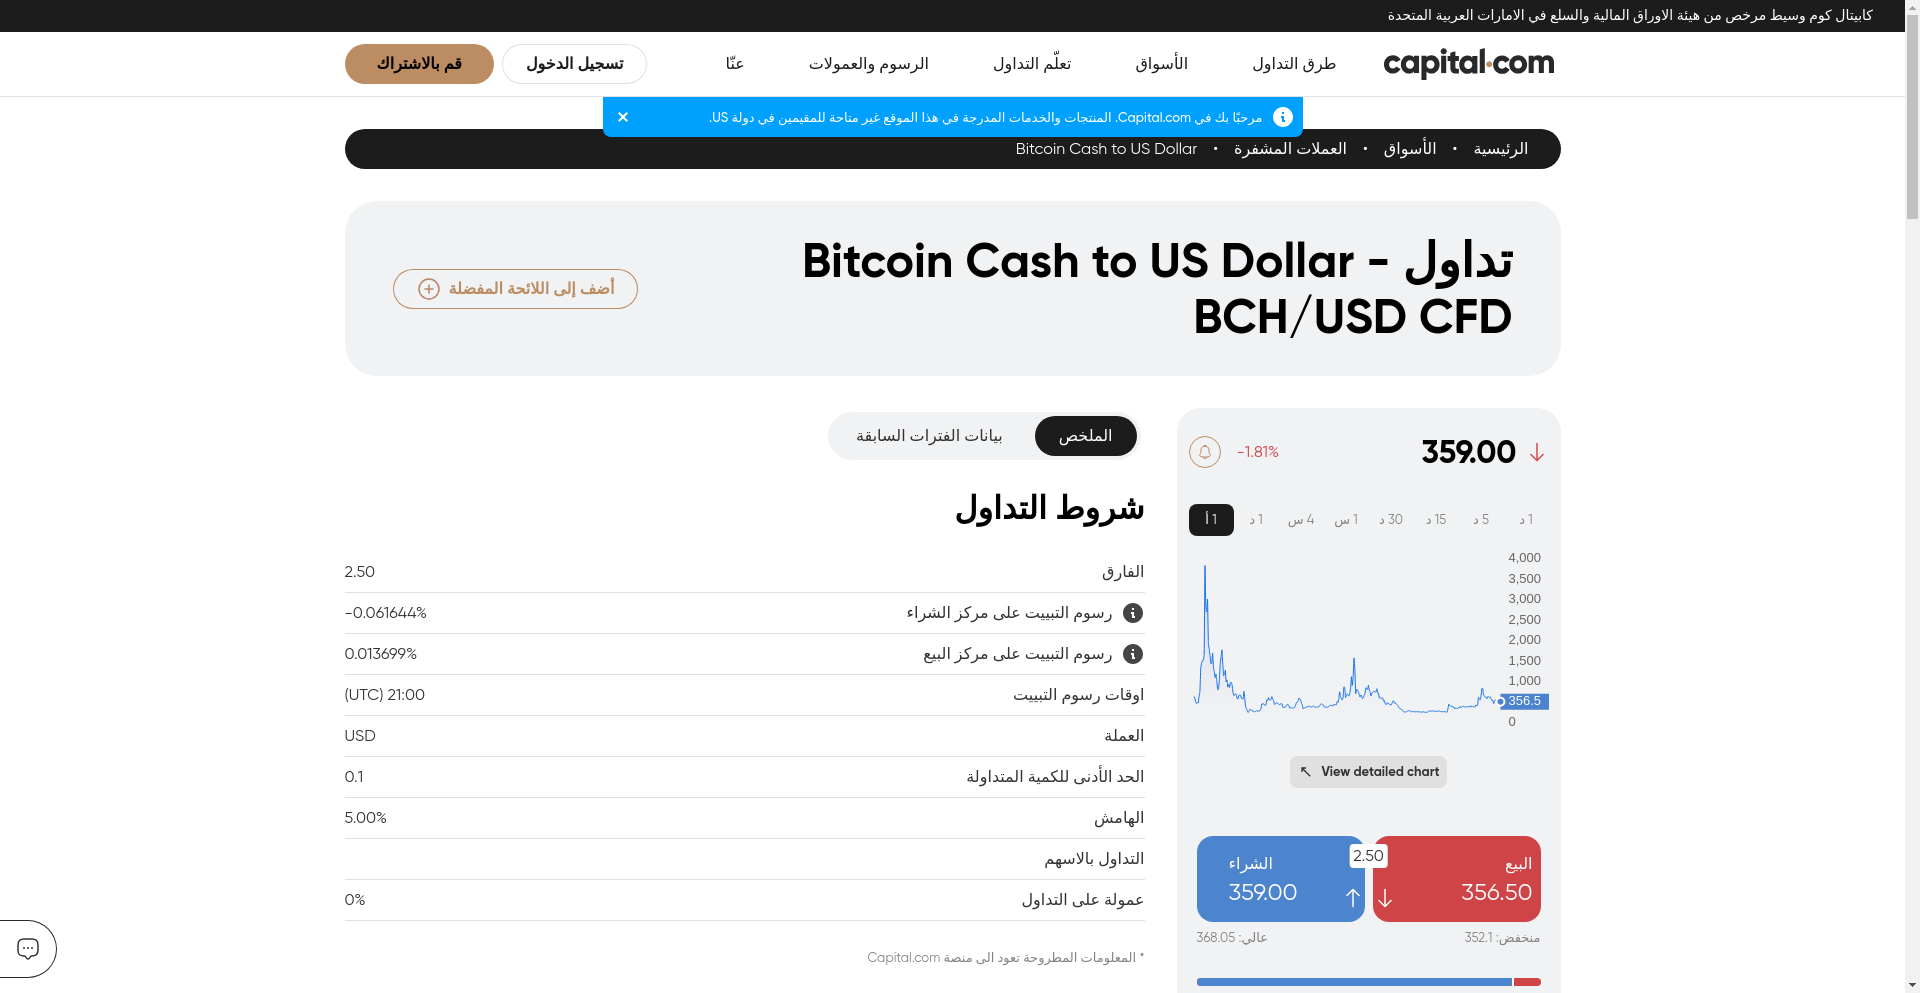 كابيتال كوم وسيط مرخص من هيئة الاوراق المالية والسلع في الامارات العربية المتحدة
capital.com
طرق التداول
الأسواق
تعلّم التداول
الرسوم والعمولات
عنّا
تسجيل الدخول
قم بالاشتراك
مرحبًا بك في Capital.com. المنتجات والخدمات المدرجة في هذا الموقع غير متاحة للمقيمين في دولة US.
الرئيسية • الأسواق • العملات المشفرة • Bitcoin Cash to US Dollar
تداول Bitcoin Cash to US Dollar -
BCH/USD CFD
أضف إلى اللائحة المفضلة
359.00
-1.81%
1 د
5 د
15 د
30 د
1 س
4 س
1 د
1 أ
4,000
3,500
3,000
2,500
2,000
1,500
1,000
356.5
0
View detailed chart
البيع
356.50
2.50
الشراء
359.00
منخفض: 352.1
عالي: 368.05
الملخص
بيانات الفترات السابقة
شروط التداول
الفارق 2.50
رسوم التبييت على مركز الشراء -0.061644%
رسوم التبييت على مركز البيع 0.013699%
اوقات رسوم التبييت 21:00 (UTC)
العملة USD
الحد الأدنى للكمية المتداولة 0.1
الهامش 5.00%
التداول بالاسهم
عمولة على التداول 0%
* المعلومات المطروحة تعود الى منصة Capital.com